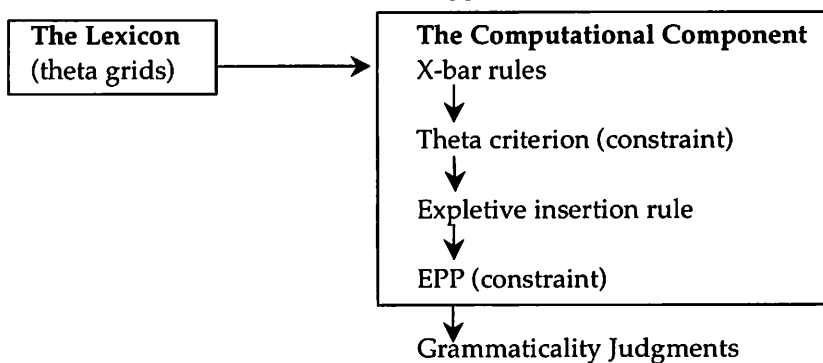 The Lexicon
(theta grids)
The Computational Component
X-bar rules
Theta criterion (constraint)
Expletive insertion rule
EPP (constraint)
Grammaticality Judgments